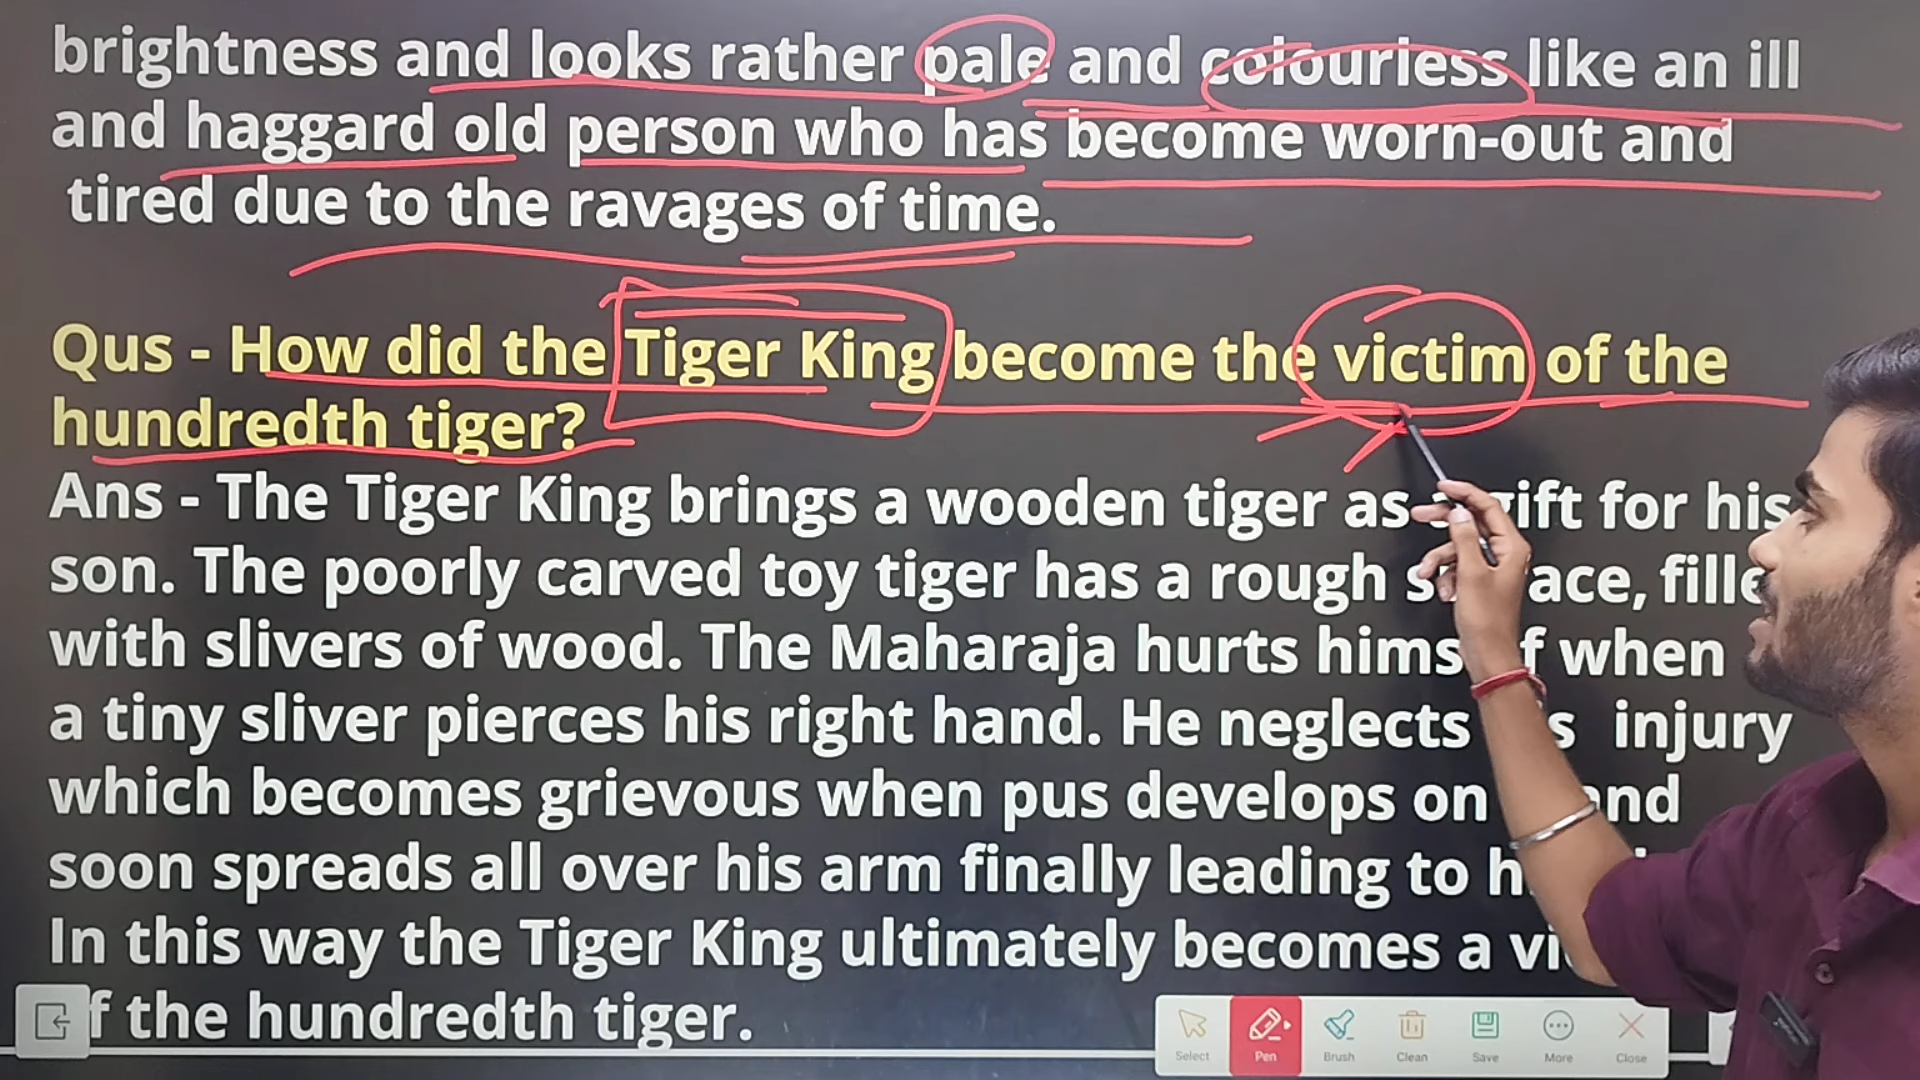 brightness and looks rather pale and colourless like an ill
and haggard old person who has become worn-out and
tired due to the ravages of time.
Qus - How did the Tiger King become the victim of the
hundredth tiger?
Ans - The Tiger King brings a wooden tiger as gift for his
son. The poorly carved toy tiger has a rough
with slivers of wood. The Maharaja hurts when
a tiny sliver pierces his right hand. He neglects injury
which becomes grievous when pus develops on
soon spreads all over his arm finally leading to
In this way the Tiger King ultimately becomes a
the hundredth tiger.
Select Pen Brush Clean Save More Close